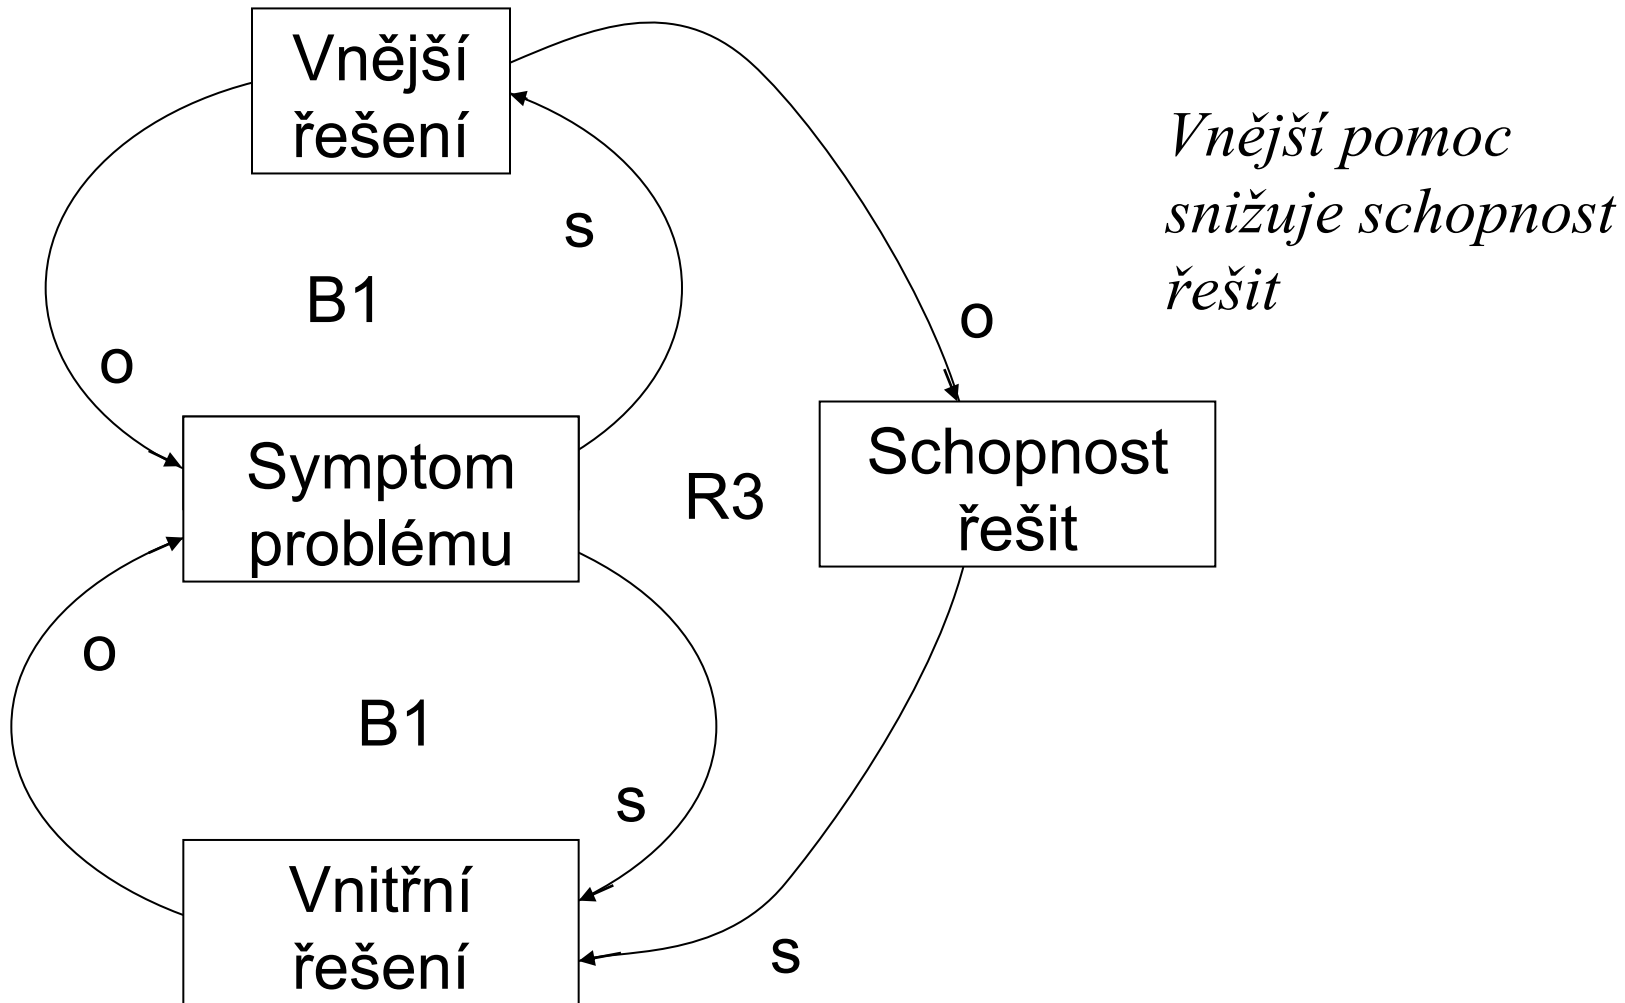 Vnější
řešení
Vnější pomoc
snižuje schopnost
řešit
s
B1
o
o
Symptom
problému
R3
Schopnost
řešit
o
B1
s
Vnitřní
řešení
s